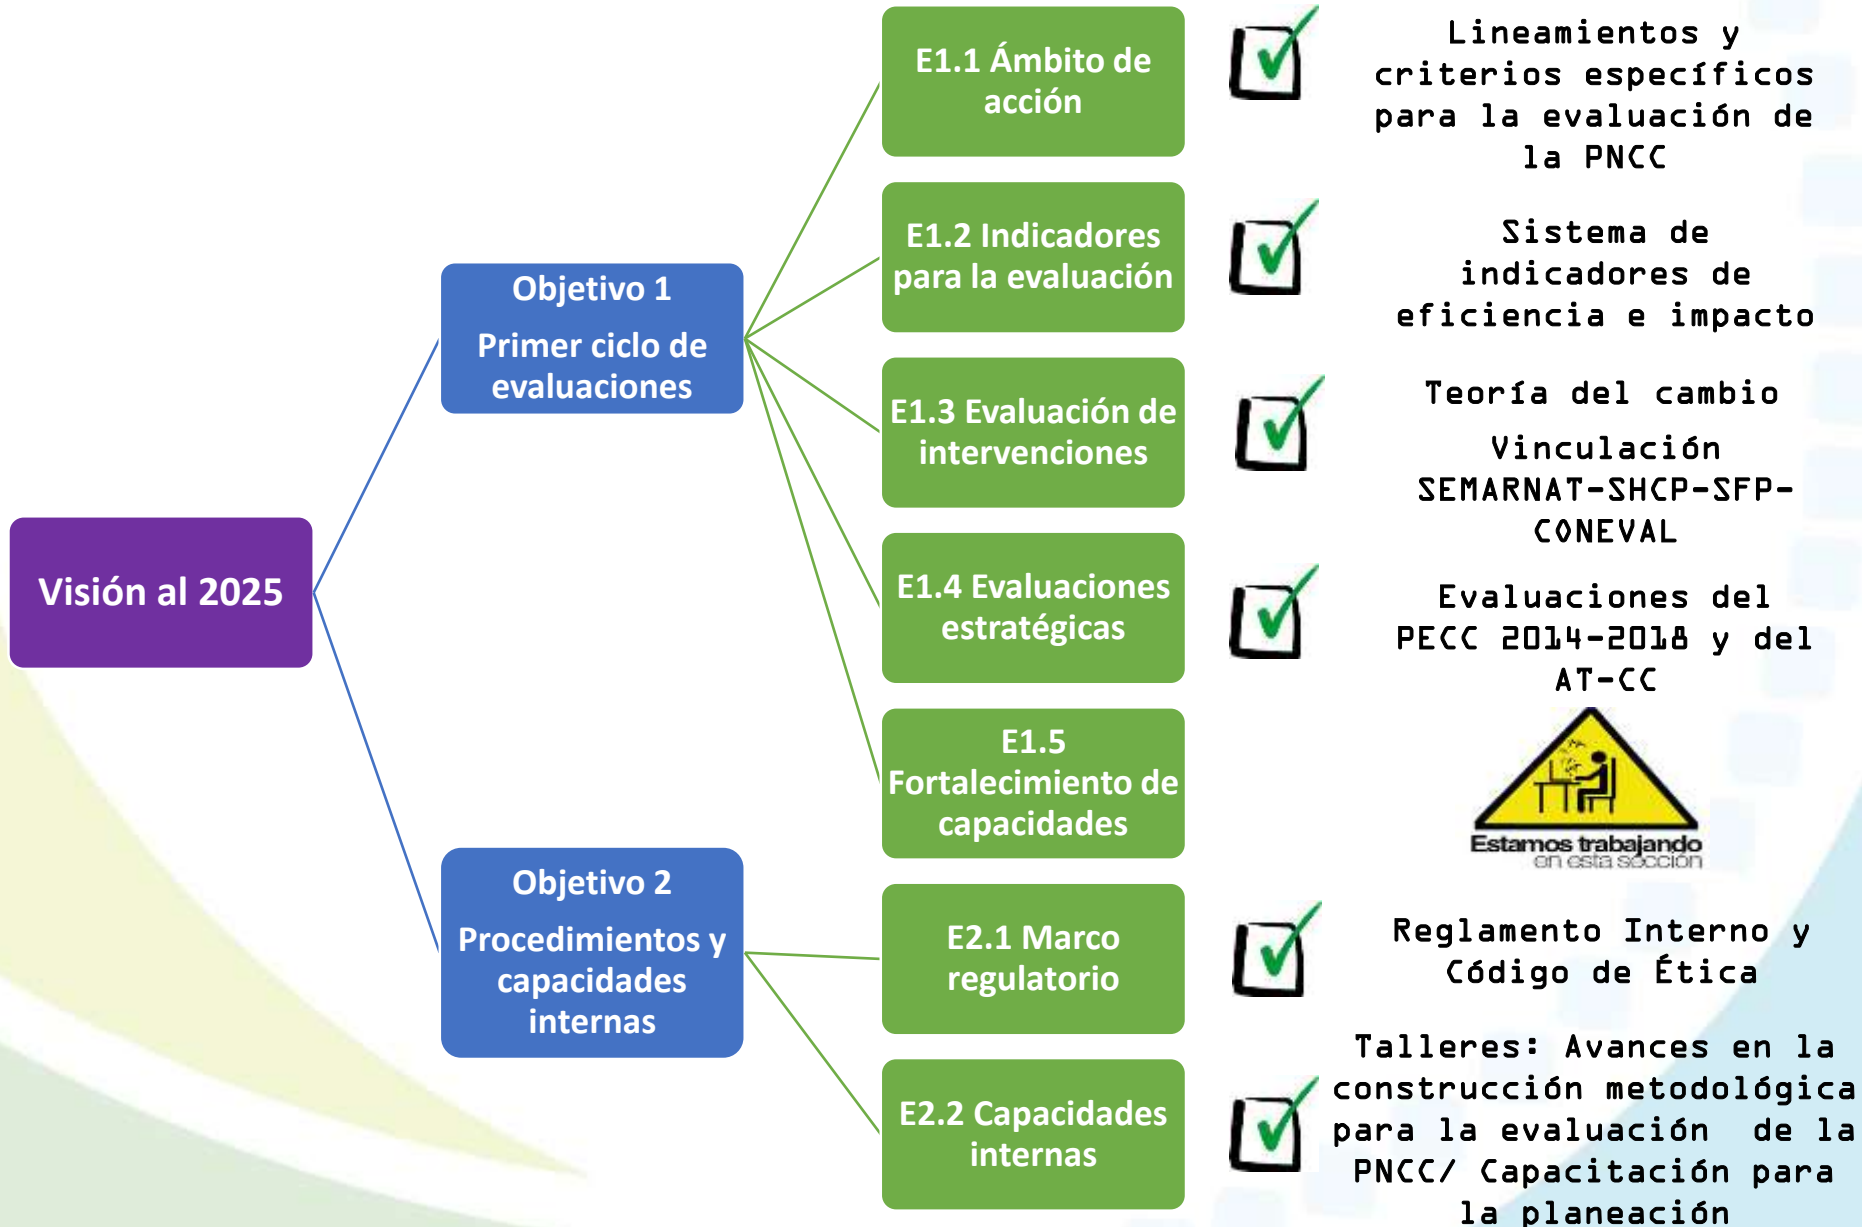 Visión al 2025
Objetivo 1
Primer ciclo de
evaluaciones
Objetivo 2
Procedimientos y
capacidades
internas
E1.1 Ámbito de
acción
Lineamientos y
criterios específicos
para la evaluación de
la PNCC
E1.2 Indicadores
para la evaluación
Sistema de
indicadores de
eficiencia e impacto
E1.3 Evaluación de
intervenciones
Teoría del cambio
Vinculación
SEMARNAT-SHCP-SFP-
CONEVAL
E1.4 Evaluaciones
estratégicas
Evaluaciones del
PECC 2014-2018 y del
AT-CC
E1.5
Fortalecimiento de
capacidades
Estamos trabajando
en esta sección
E2.1 Marco
regulatorio
Reglamento Interno y
Código de Ética
E2.2 Capacidades
internas
Talleres: Avances en la
construcción metodológica
para la evaluación  de la
PNCC/ Capacitación para
la planeación